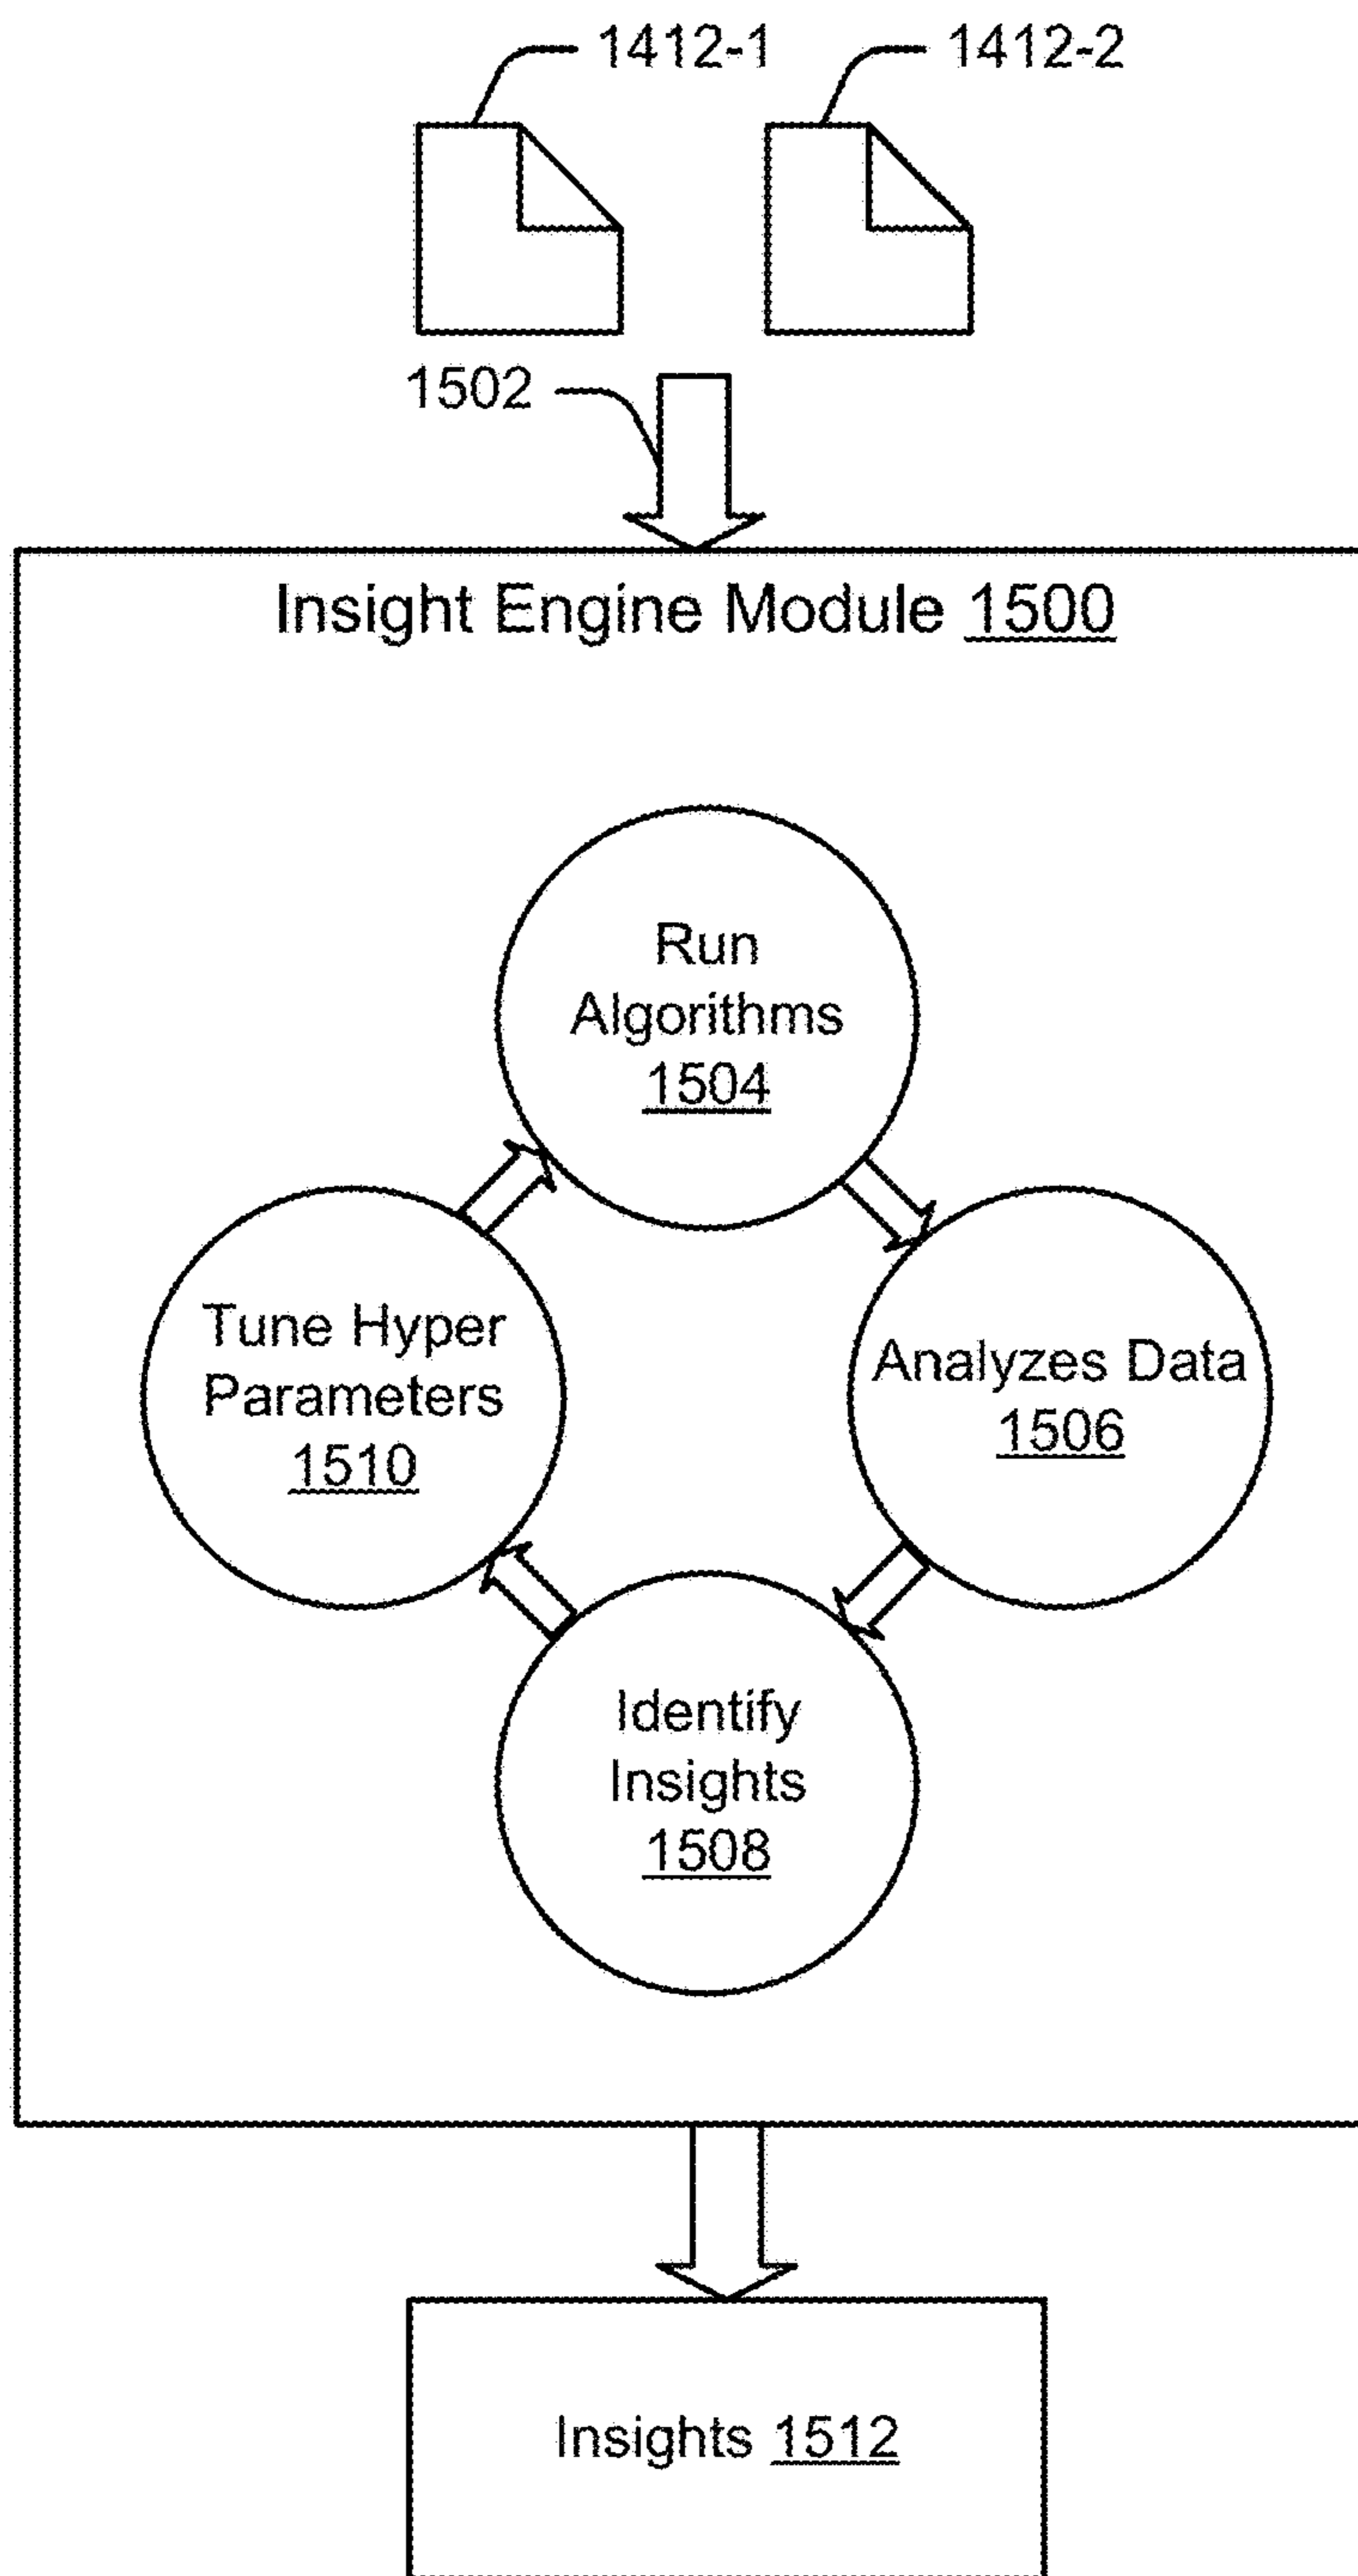 1412-1
1412-2
1502
Insight Engine Module 1500
Run
Algorithms
1504
Tune Hyper
Parameters
1510
Analyzes Data
1506
Identify
Insights
1508
Insights 1512